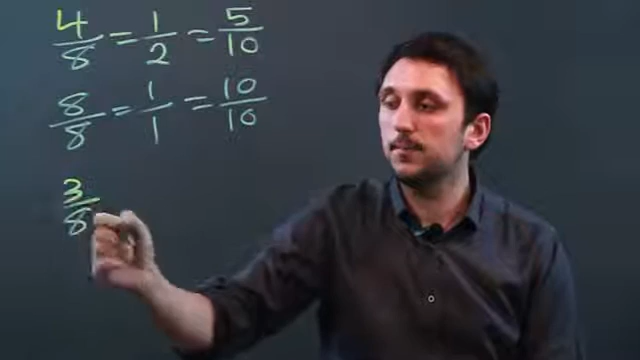 4/8 = 1/2 = 5/10
8/8 = 1/1 = 10/10
3/8